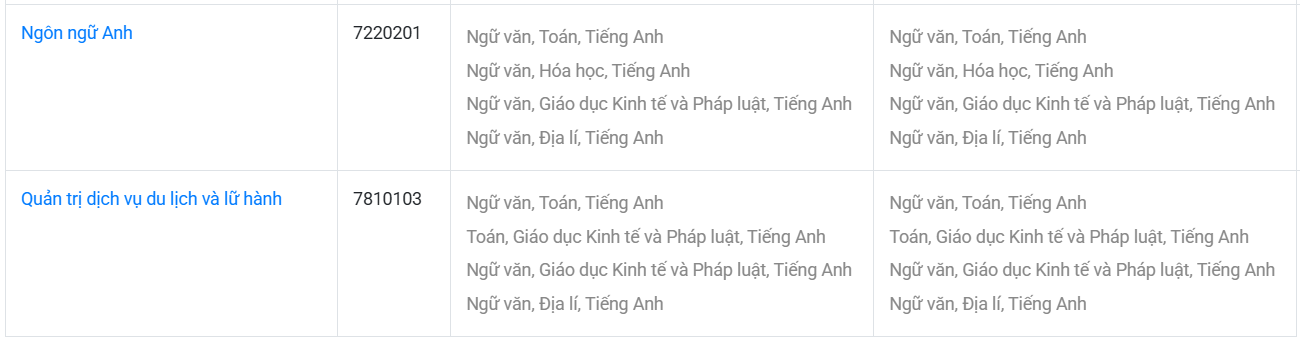 Ngôn ngữ Anh
7220201
Ngữ văn, Toán, Tiếng Anh
Ngữ văn, Hóa học, Tiếng Anh
Ngữ văn, Giáo dục Kinh tế và Pháp luật, Tiếng Anh
Ngữ văn, Địa lí, Tiếng Anh
Ngữ văn, Toán, Tiếng Anh
Ngữ văn, Hóa học, Tiếng Anh
Ngữ văn, Giáo dục Kinh tế và Pháp luật, Tiếng Anh
Ngữ văn, Địa lí, Tiếng Anh
Quản trị dịch vụ du lịch và lữ hành
7810103
Ngữ văn, Toán, Tiếng Anh
Toán, Giáo dục Kinh tế và Pháp luật, Tiếng Anh
Ngữ văn, Giáo dục Kinh tế và Pháp luật, Tiếng Anh
Ngữ văn, Địa lí, Tiếng Anh
Ngữ văn, Toán, Tiếng Anh
Toán, Giáo dục Kinh tế và Pháp luật, Tiếng Anh
Ngữ văn, Giáo dục Kinh tế và Pháp luật, Tiếng Anh
Ngữ văn, Địa lí, Tiếng Anh